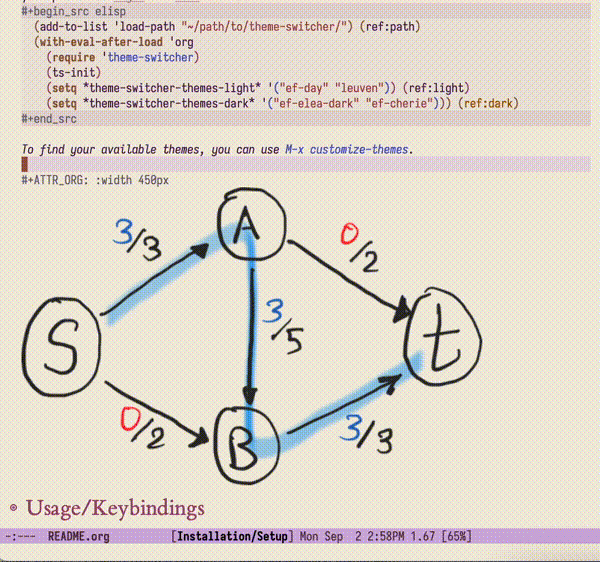 #+begin_src elisp
(add-to-list 'load-path "~/path/to/theme-switcher/") (ref:path)
(with-eval-after-load 'org
(require 'theme-switcher)
(ts-init)
(setq *theme-switcher-themes-light* '("ef-day" "leuven")) (ref:light)
(setq *theme-switcher-themes-dark* '("ef-elea-dark" "ef-cherie"))) (ref:dark)
#+end_src
To find your available themes, you can use M-x customize-themes.
#+ATTR_ORG: :width 450px
A
3/3
0/2
3/5
S
t
0/2
B
3/3
Usage/Keybindings
-:--- README.org [Installation/Setup] Mon Sep 2 2:58PM 1.67 [65%]